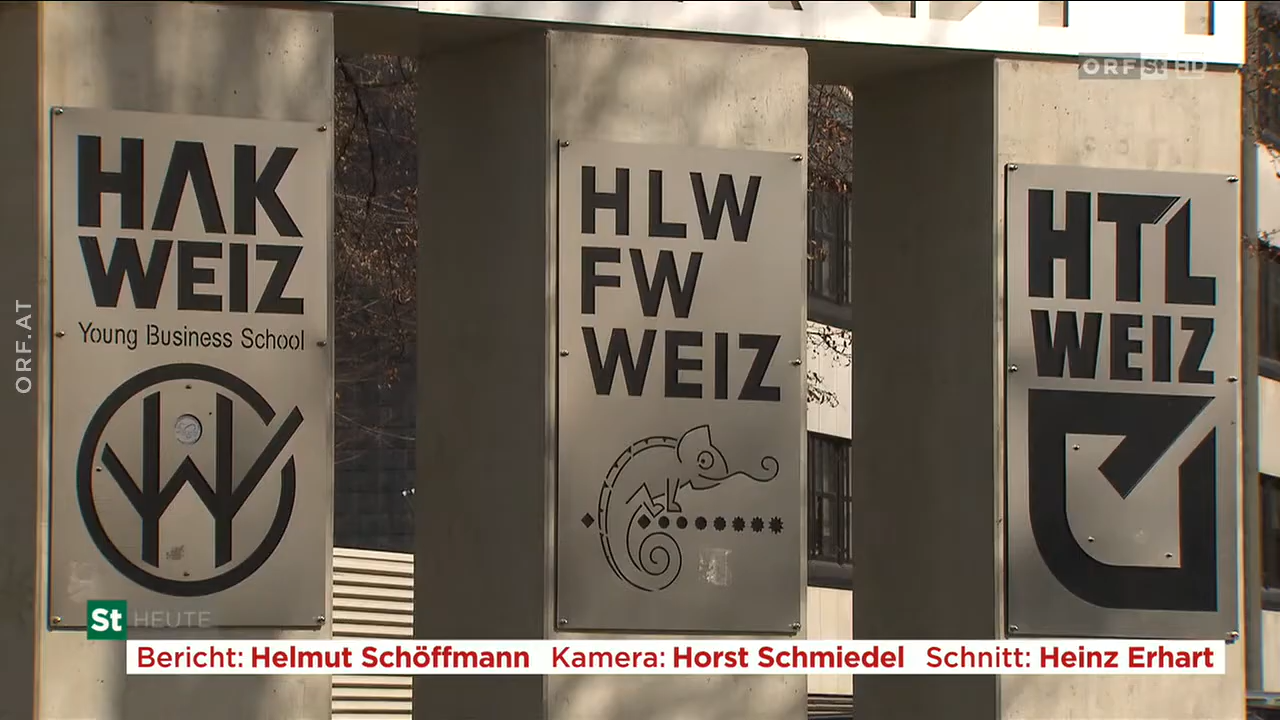 ORF St HD
HAK
WEIZ
Young Business School
HLW
FW
WEIZ
HTL
WEIZ
ORF.AT
St HEUTE
Bericht: Helmut Schöffmann Kamera: Horst Schmiedel Schnitt: Heinz Erhart